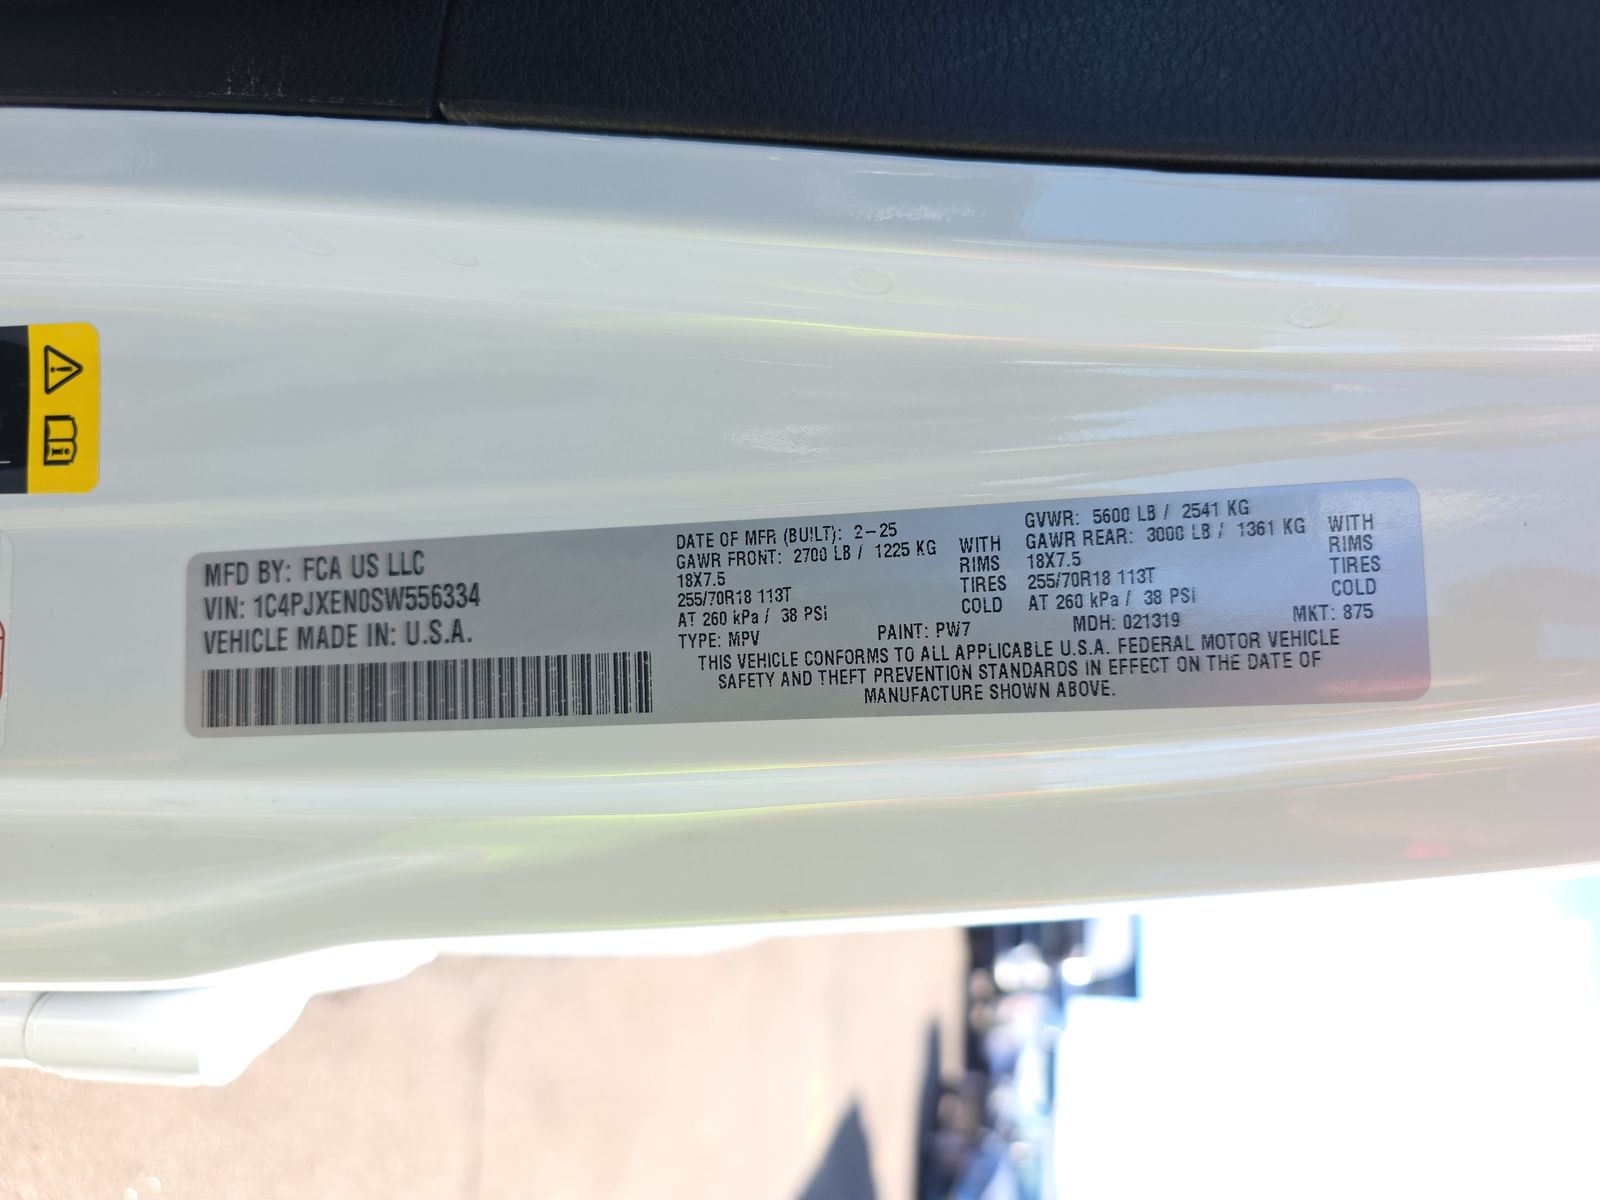 MFD BY: FCA US LLC
VIN: 1C4PJXEN0SW556334
VEHICLE MADE IN: U.S.A.
DATE OF MFR (BUILT): 2-25
GAWR FRONT: 2700 LB / 1225 KG WITH
18X7.5 RIMS
255/70R18 113T TIRES
AT 260 kPa / 38 PSi COLD
GVWR: 5600 LB / 2541 KG
GAWR REAR: 3000 LB / 1361 KG WITH
18X7.5 RIMS
255/70R18 113T TIRES
AT 260 kPa / 38 PSi COLD
TYPE: MPV PAINT: PW7 MDH: 021319 MKT: 875
THIS VEHICLE CONFORMS TO ALL APPLICABLE U.S.A. FEDERAL MOTOR VEHICLE
SAFETY AND THEFT PREVENTION STANDARDS IN EFFECT ON THE DATE OF
MANUFACTURE SHOWN ABOVE.